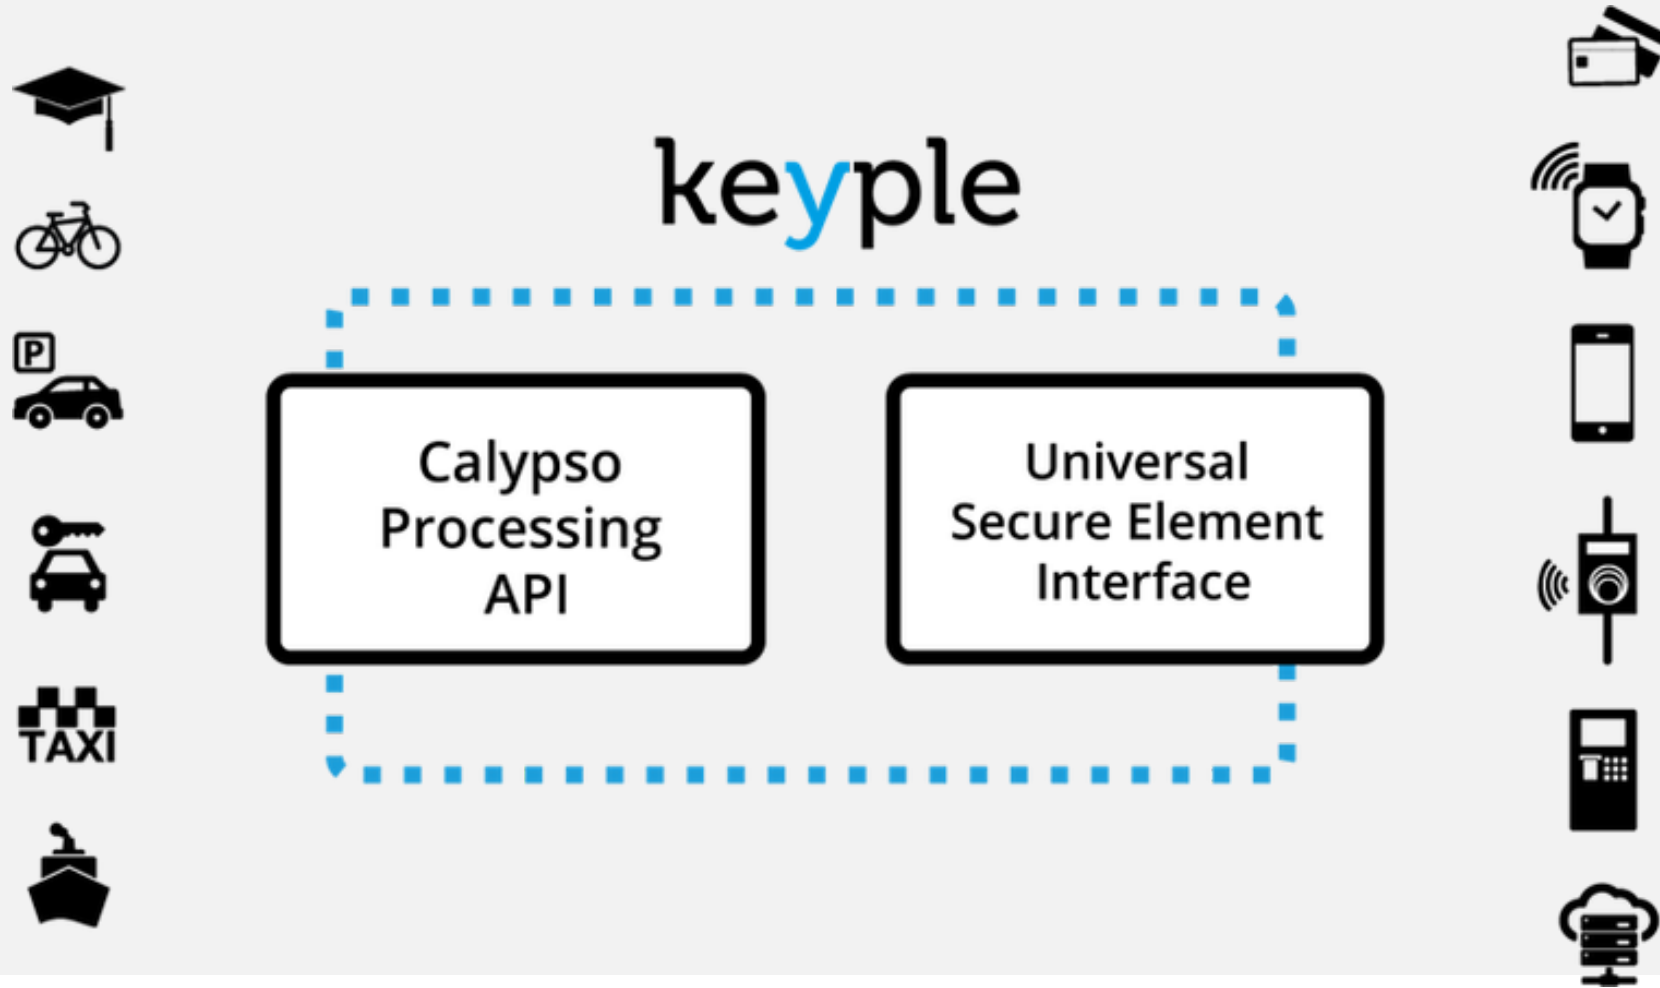 keyple
P
Calypso
Processing
API
Universal
Secure Element
Interface
TAXI